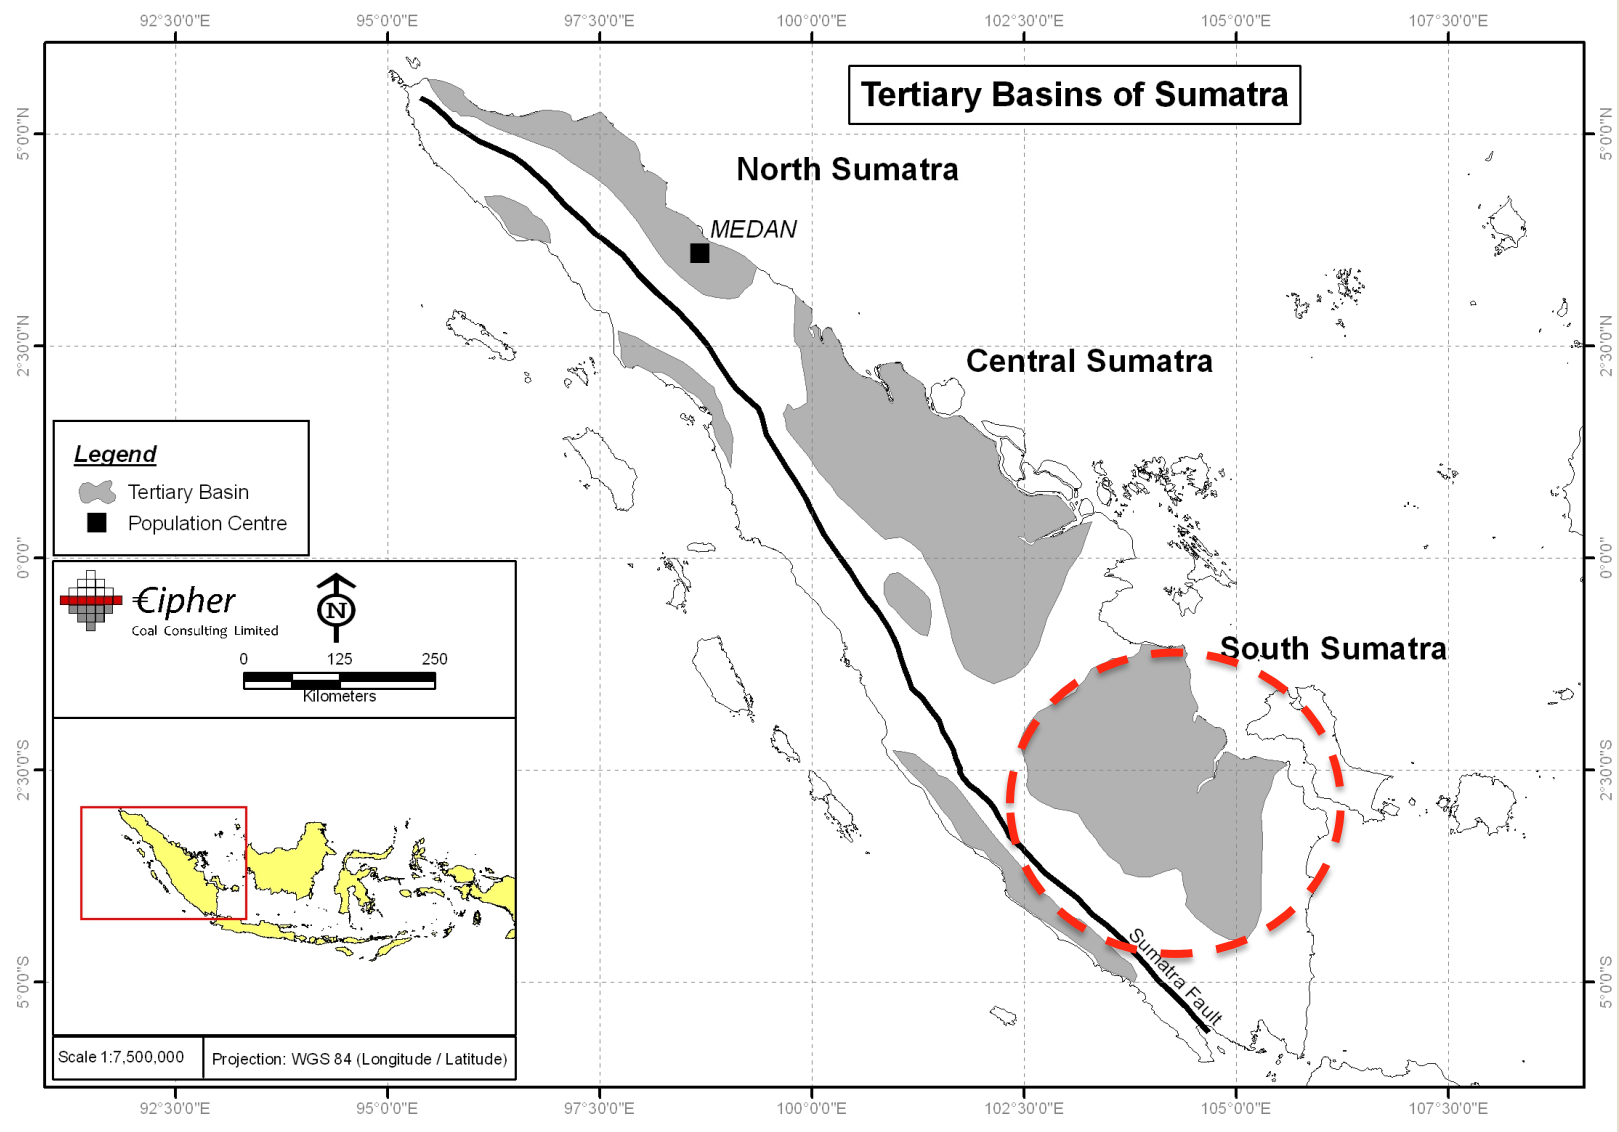 92°30'0"E 95°0'0"E 97°30'0"E 100°0'0"E 102°30'0"E 105°0'0"E 107°30'0"E
Tertiary Basins of Sumatra
5°0'0"N
5°0'0"N
North Sumatra
MEDAN
2°30'0"N
2°30'0"N
Central Sumatra
Legend
Tertiary Basin
Population Centre
0°0'0"
0°0'0"
€ipher
Coal Consulting Limited
N
0 125 250
Kilometers
South Sumatra
2°30'0"S
2°30'0"S
Sumatra Fault
5°0'0"S
5°0'0"S
Scale 1:7,500,000
Projection: WGS 84 (Longitude / Latitude)
92°30'0"E 95°0'0"E 97°30'0"E 100°0'0"E 102°30'0"E 105°0'0"E 107°30'0"E